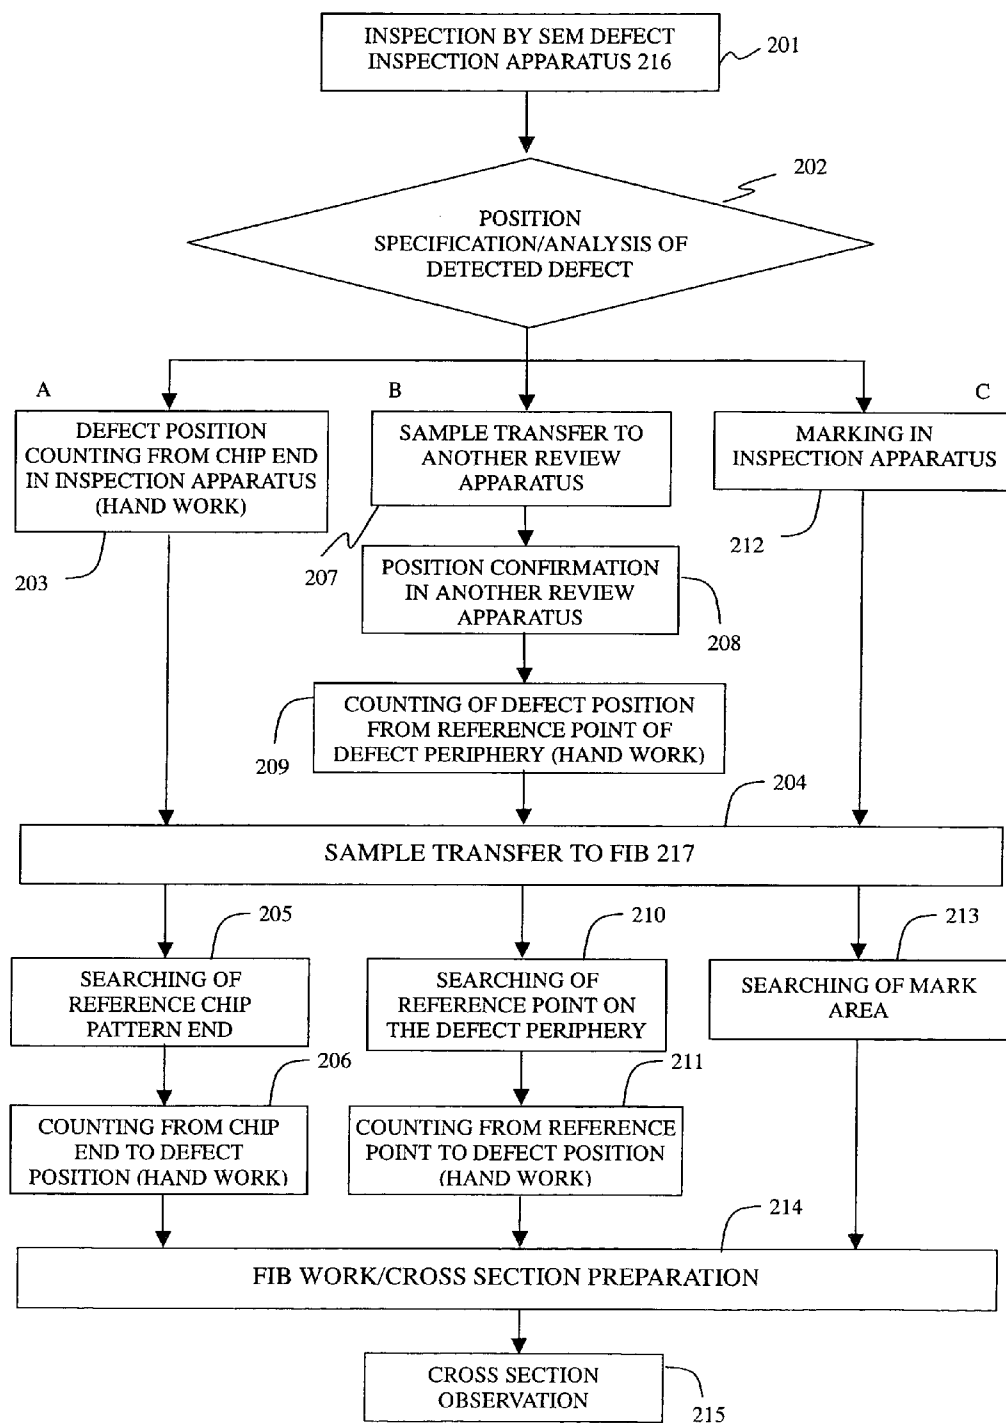 INSPECTION BY SEM DEFECT
INSPECTION APPARATUS 216
201
202
POSITION
SPECIFICATION/ANALYSIS OF
DETECTED DEFECT
A
B
C
DEFECT POSITION
COUNTING FROM CHIP END
IN INSPECTION APPARATUS
(HAND WORK)
203
SAMPLE TRANSFER TO
ANOTHER REVIEW
APPARATUS
207
MARKING IN
INSPECTION APPARATUS
212
POSITION CONFIRMATION
IN ANOTHER REVIEW
APPARATUS
208
COUNTING OF DEFECT POSITION
FROM REFERENCE POINT OF
DEFECT PERIPHERY (HAND WORK)
209
204
SAMPLE TRANSFER TO FIB 217
205
210
213
SEARCHING OF
REFERENCE CHIP
PATTERN END
SEARCHING OF
REFERENCE POINT ON
THE DEFECT PERIPHERY
SEARCHING OF MARK
AREA
206
211
COUNTING FROM CHIP
END TO DEFECT
POSITION (HAND WORK)
COUNTING FROM REFERENCE
POINT TO DEFECT POSITION
(HAND WORK)
214
FIB WORK/CROSS SECTION PREPARATION
CROSS SECTION
OBSERVATION
215